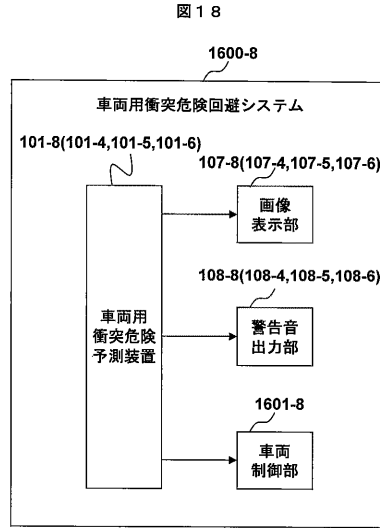 図１８
1600-8
車両用衝突危険回避システム
101-8(101-4,101-5,101-6)
107-8(107-4,107-5,107-6)
画像
表示部
108-8(108-4,108-5,108-6)
車両用
衝突危険
予測装置
警告音
出力部
1601-8
車両
制御部